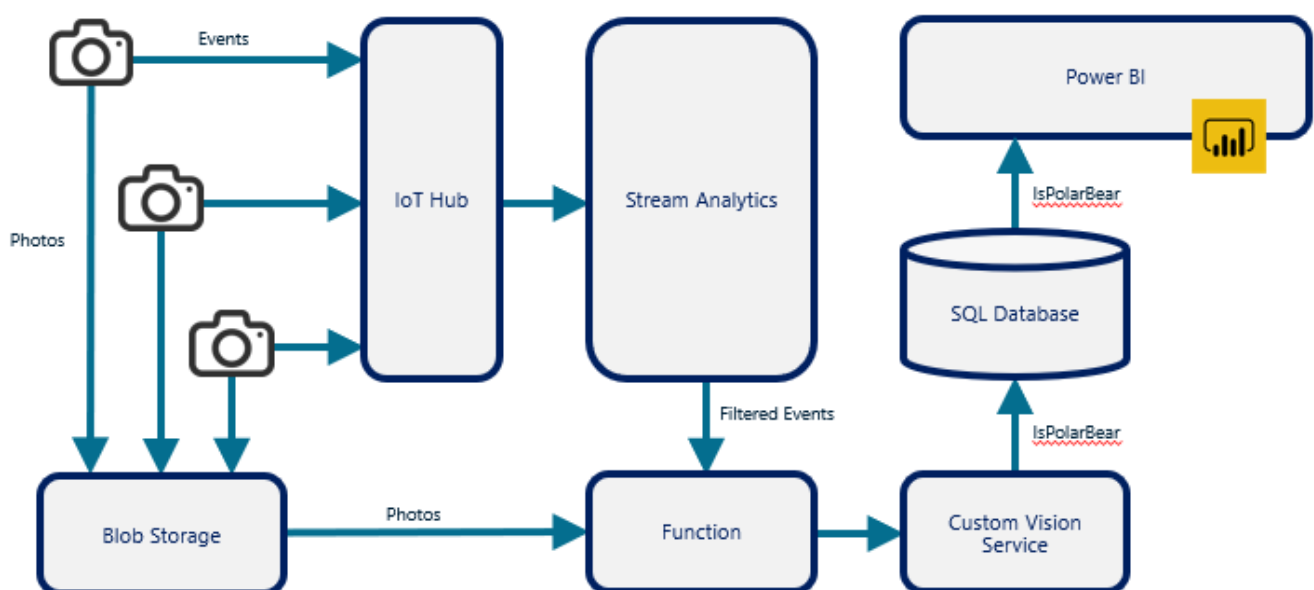 Events
Power BI
IoT Hub
Stream Analytics
IsPolarBear
Photos
SQL Database
Filtered Events
IsPolarBear
Blob Storage
Photos
Function
Custom Vision
Service